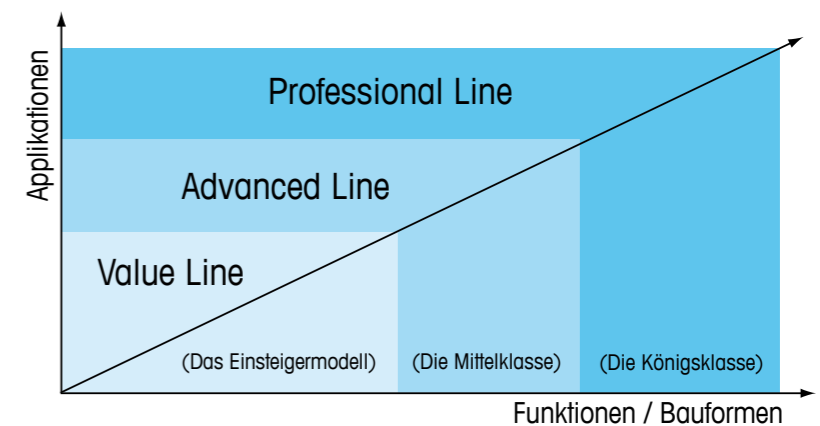 Applikationen
Professional Line
Advanced Line
Value Line
(Das Einsteigermodell)
(Die Mittelklasse)
(Die Königsklasse)
Funktionen / Bauformen